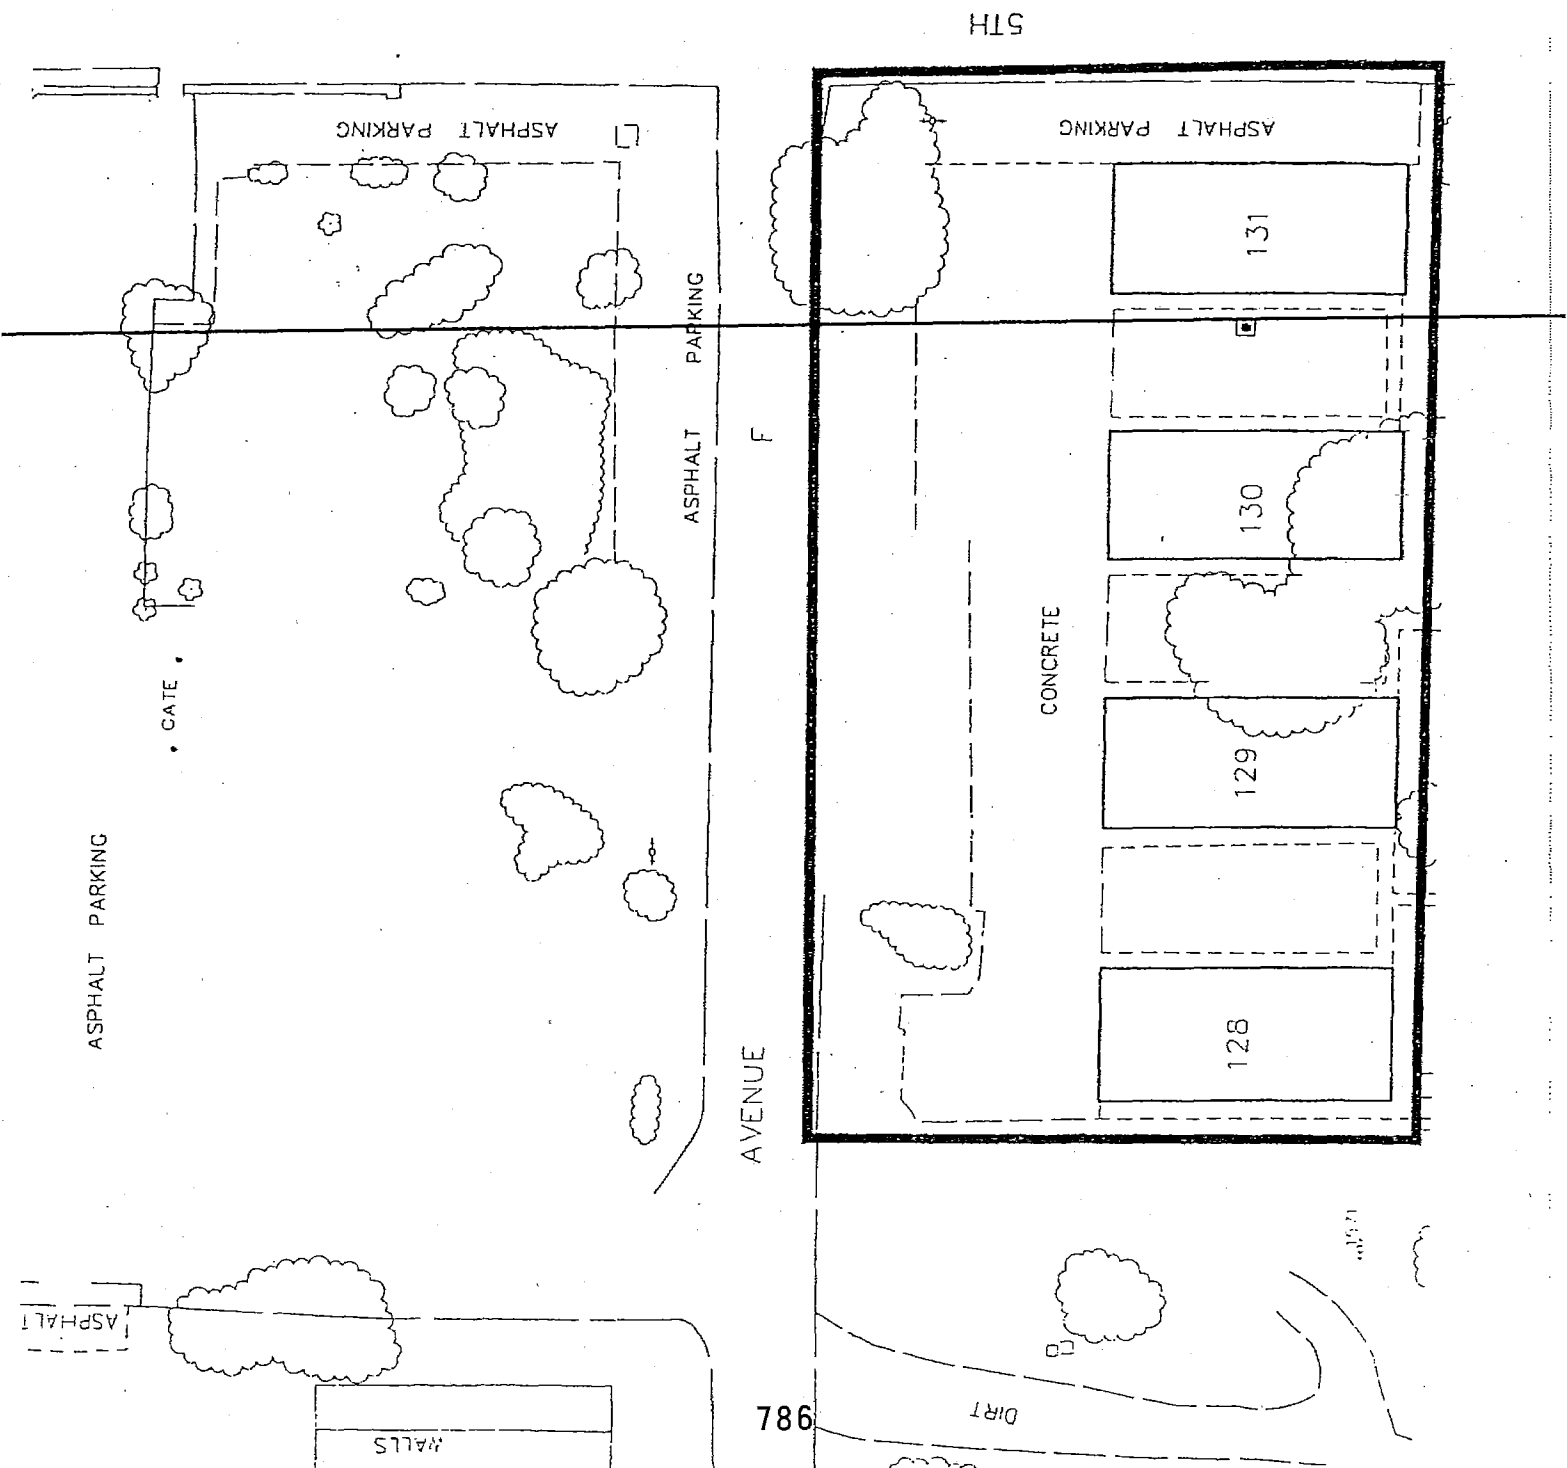 5TH
ASPHALT PARKING
ASPHALT PARKING
131
ASPHALT PARKING
F
130
CONCRETE
GATE
129
ASPHALT PARKING
128
AVENUE
ASPHALT
786
DIRT
WALLS